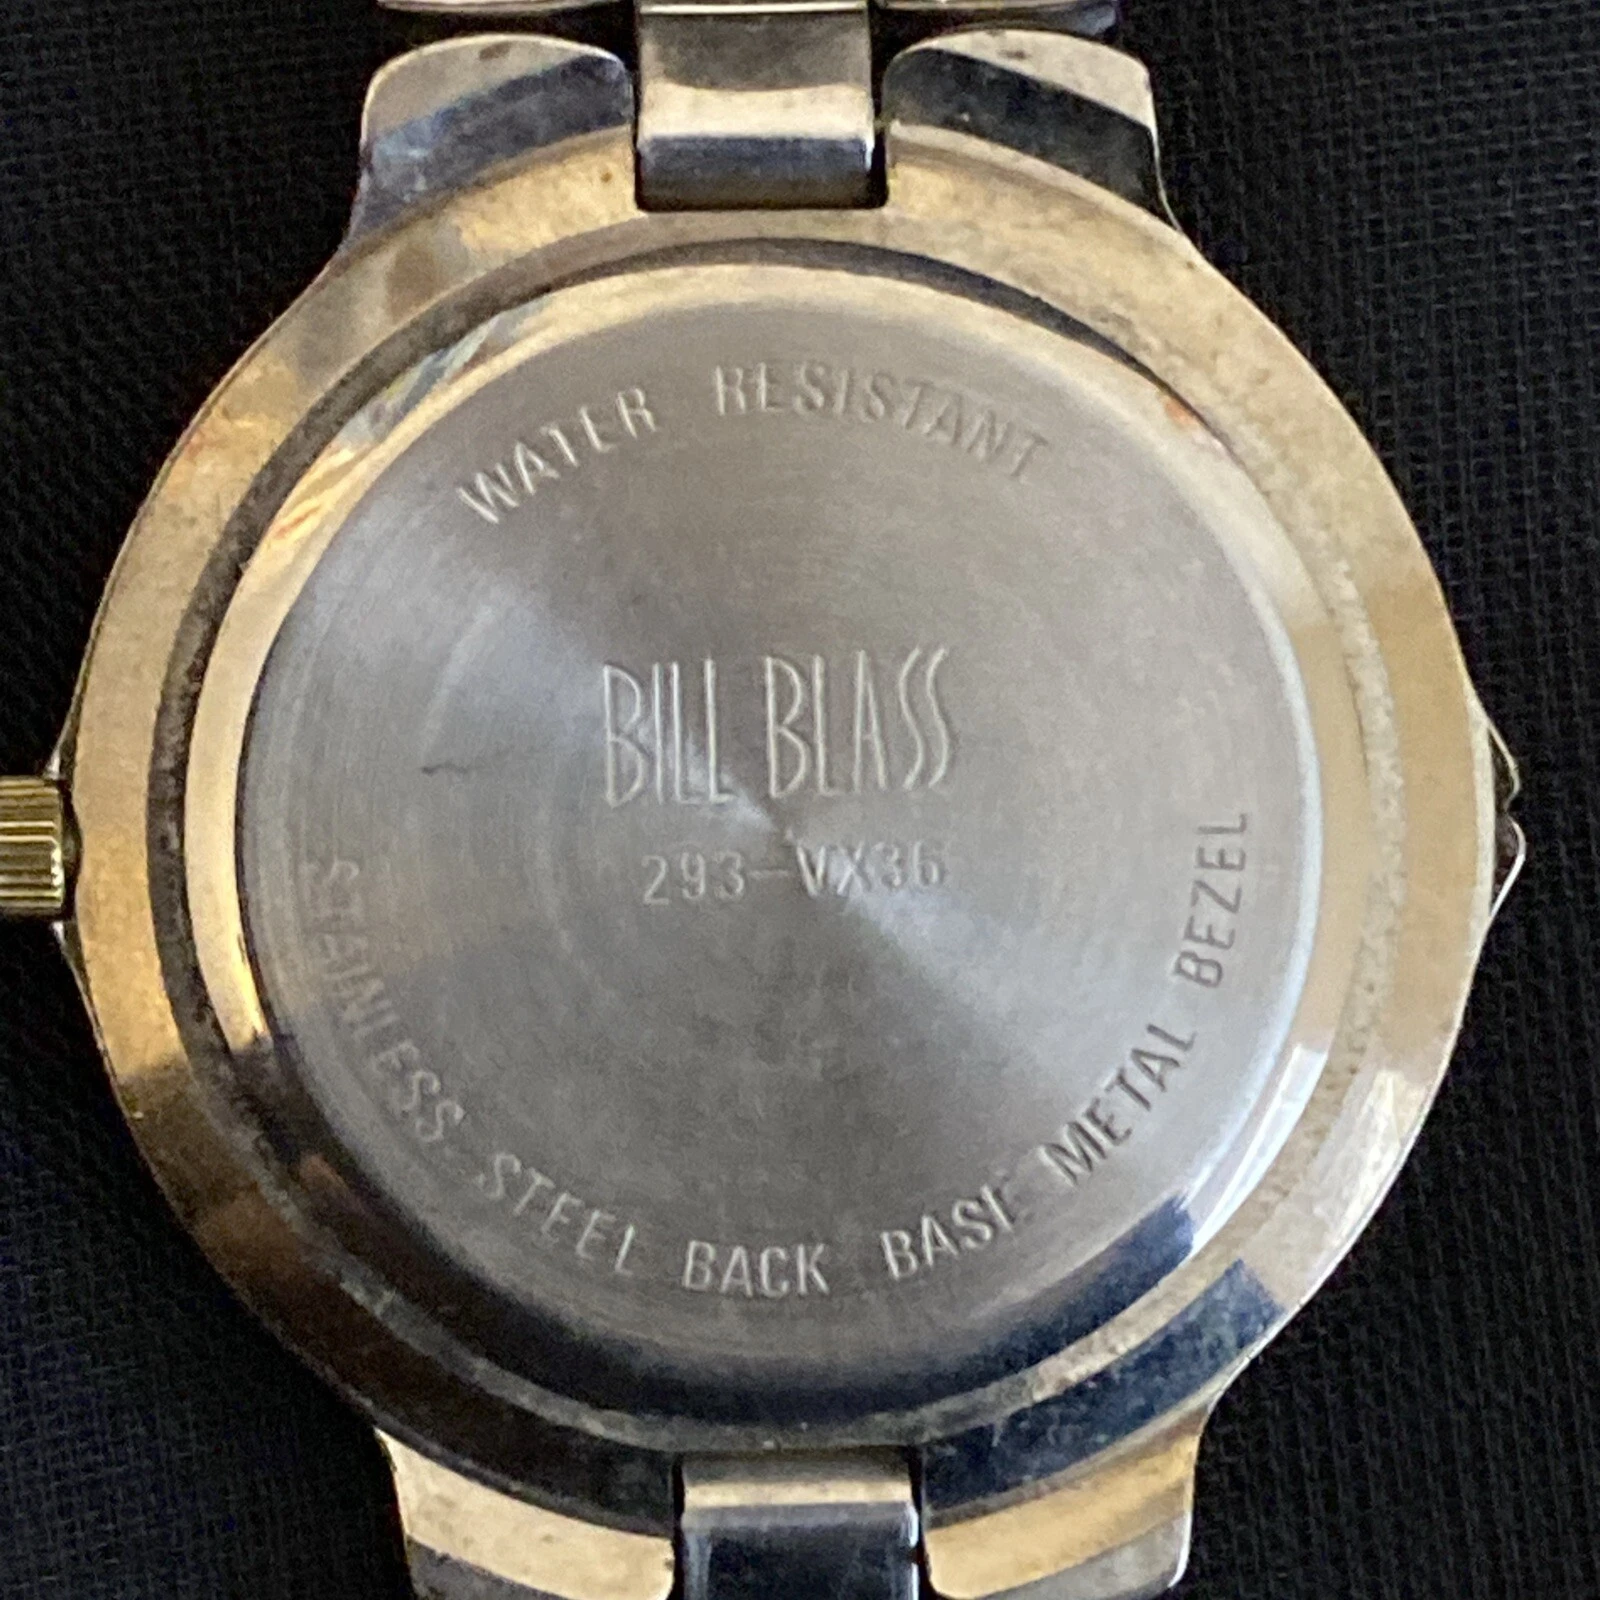 WATER RESISTANT
BILL BLASS
293-VX36
STAINLESS STEEL BACK BASE METAL BEZEL